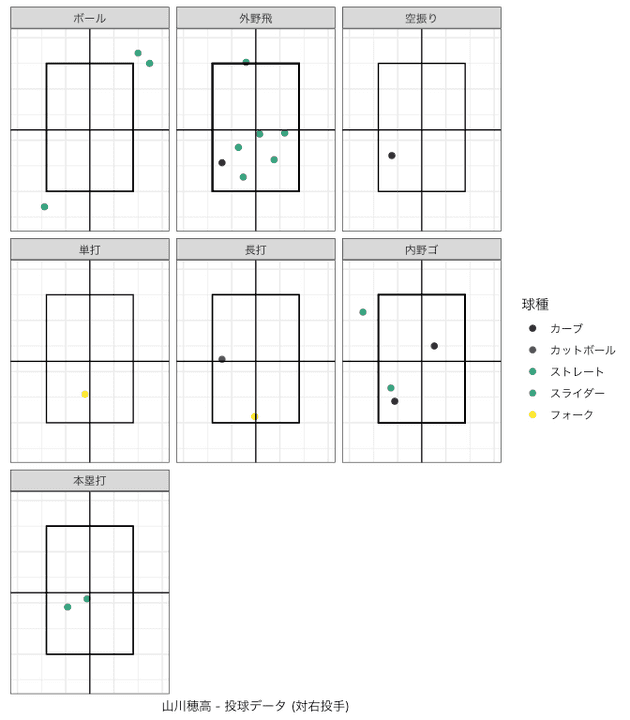 ボール
外野飛
空振り
単打
長打
内野ゴ
本塁打
球種
カーブ
カットボール
ストレート
スライダー
フォーク
山川穂高 - 投球データ (対右投手)